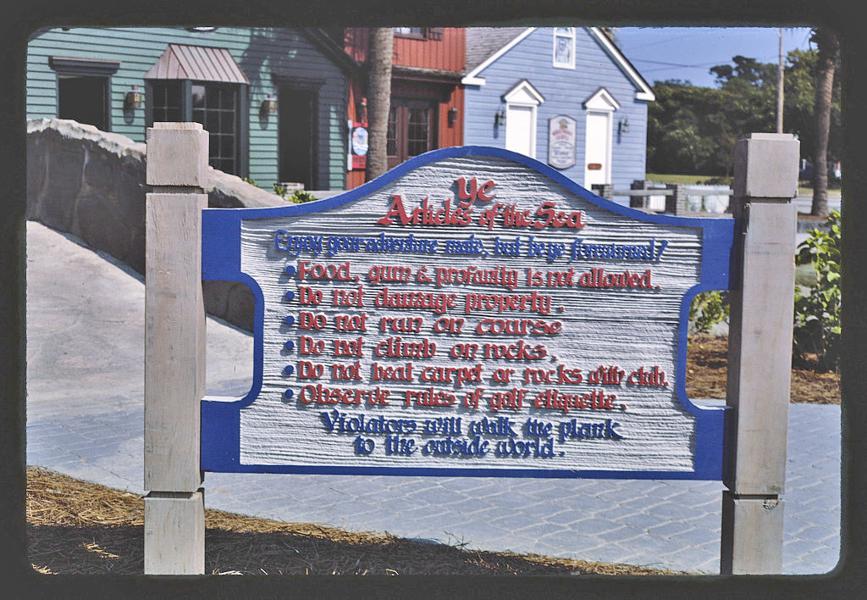 ye
Articles of the Sea
Enjoy your adventure mate, but be ye forewarned!
• Food, gum & profanity is not allowed.
• Do not damage property.
• Do not run on course
• Do not climb on rocks.
• Do not beat carpet or rocks with club.
• Observe rules of golf etiquette.
Violators will walk the plank
to the outside world.